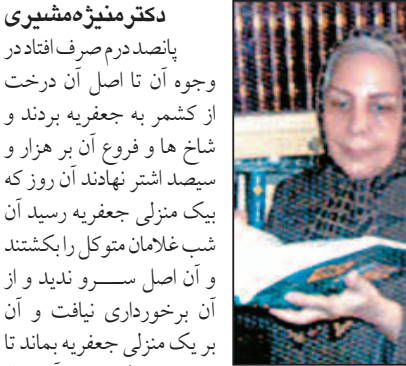 دکتر منیژه مشیری
پانصد درم صرف افتاد در
وجوه آن تا اصل آن درخت
از کشمر به جعفریه بردند و
شاخ ها و فروع آن بر هزار و
سیصد اشتر نهادند آن روز که
بیک منزلی جعفریه رسید آن
شب غلامان متوکل را بکشتند
و آن اصل ســـرو ندید و از
آن برخورداری نیافت و آن
بر یک منزلی جعفریه بماند تا